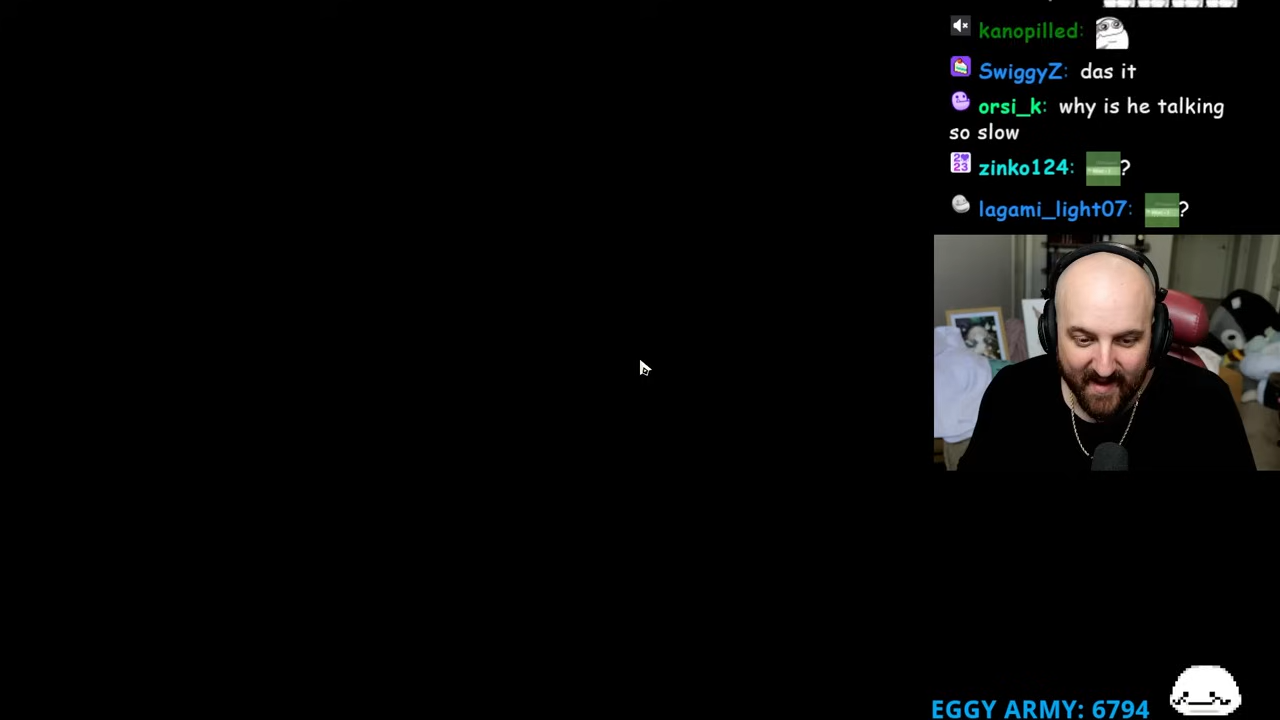 kanopilled:
SwiggyZ: das it
orsi_k: why is he talking
so slow
zinko124: ?
lagami_light07: ?
EGGY ARMY: 6794